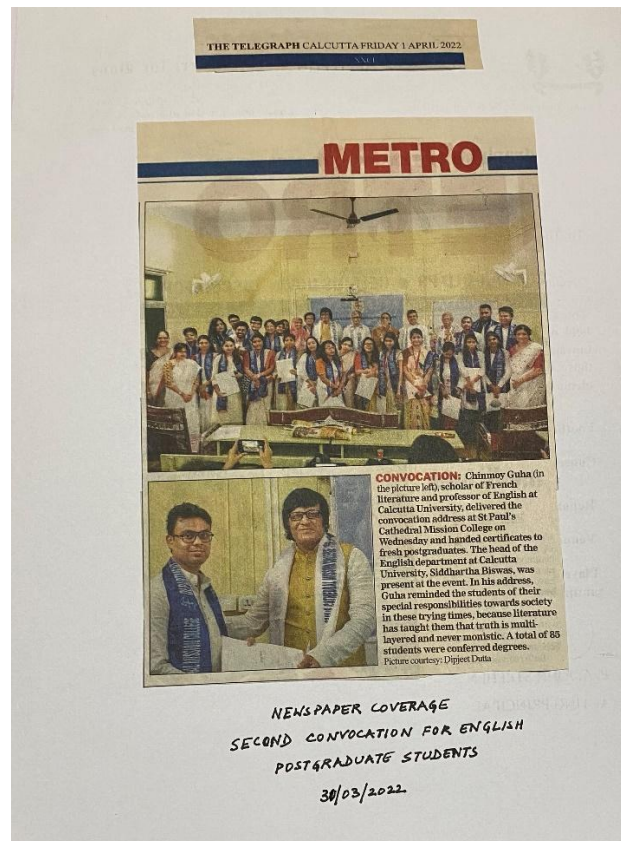 THE TELEGRAPH CALCUTTA FRIDAY 1 APRIL 2022
METRO
CONVOCATION: Chinmoy Guha (in
the picture left), scholar of French
literature and professor of English at
Calcutta University, delivered the
convocation address at St Paul's
Cathedral Mission College on
Wednesday and handed certificates to
fresh postgraduates. The head of the
English department at Calcutta
University, Siddhartha Biswas, was
present at the event. In his address,
Guha reminded the students of their
special responsibilities towards society
in these trying times, because literature
has taught them that truth is multi-
layered and never monistic. A total of 85
students were conferred degrees.
Picture courtesy: Dipjeet Dutta
NEWSPAPER COVERAGE
SECOND CONVOCATION FOR ENGLISH
POSTGRADUATE STUDENTS
30/03/2022